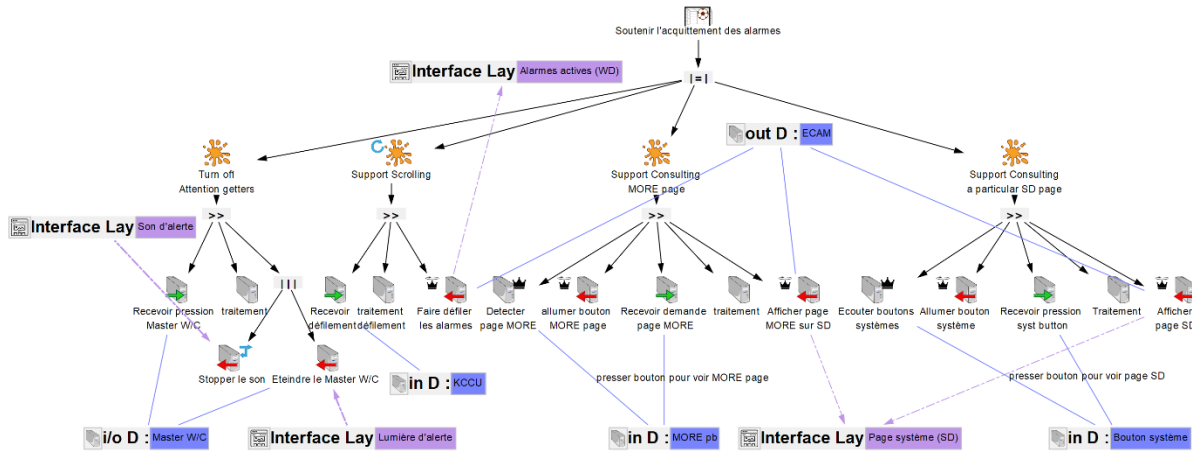 Soutenir l'acquittement des alarmes
Interface Lay Alarmes actives (WD)
|=|
out D : ECAM
Turn oft
Attention getters
Support Scrolling
Support Consulting
MORE page
Support Consulting
a particular SD page
>>
>>
>>
>>
Interface Lay Son d'alerte
|||
Recevoir pression
Master W/C
traitement
Recevoir
défilement
traitement
défilement
Faire défiler
les alarmes
Detecter
page MORE
allumer bouton
MORE page
Recevoir demande
page MORE
traitement
Afficher page
MORE sur SD
Ecouter boutons
systèmes
Allumer bouton
système
Recevoir pression
syst button
Traitement
Afficher
page SD
Stopper le son
Eteindre le Master W/C
in D : KCCU
presser bouton pour voir MORE page
presser bouton pour voir page SD
i/o D : Master W/C
Interface Lay Lumière d'alerte
in D : MORE pb
Interface Lay Page système (SD)
in D : Bouton système